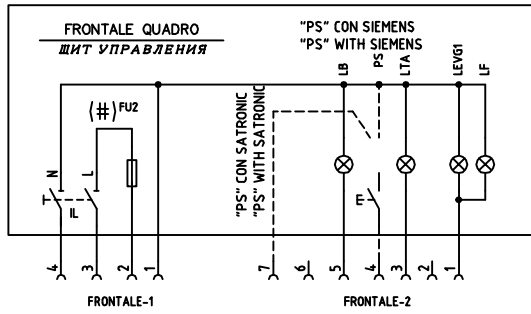 FRONTALE QUADRO
ЩИТ УПРАВЛЕНИЯ
"PS" CON SIEMENS
"PS" WITH SIEMENS
LB
PS
LTA
LEVG1
LF
(#) FU2
"PS" CON SATRONIC
"PS" WITH SATRONIC
N
L
IL
4
3
2
1
7
6
5
4
3
2
1
FRONTALE-1
FRONTALE-2